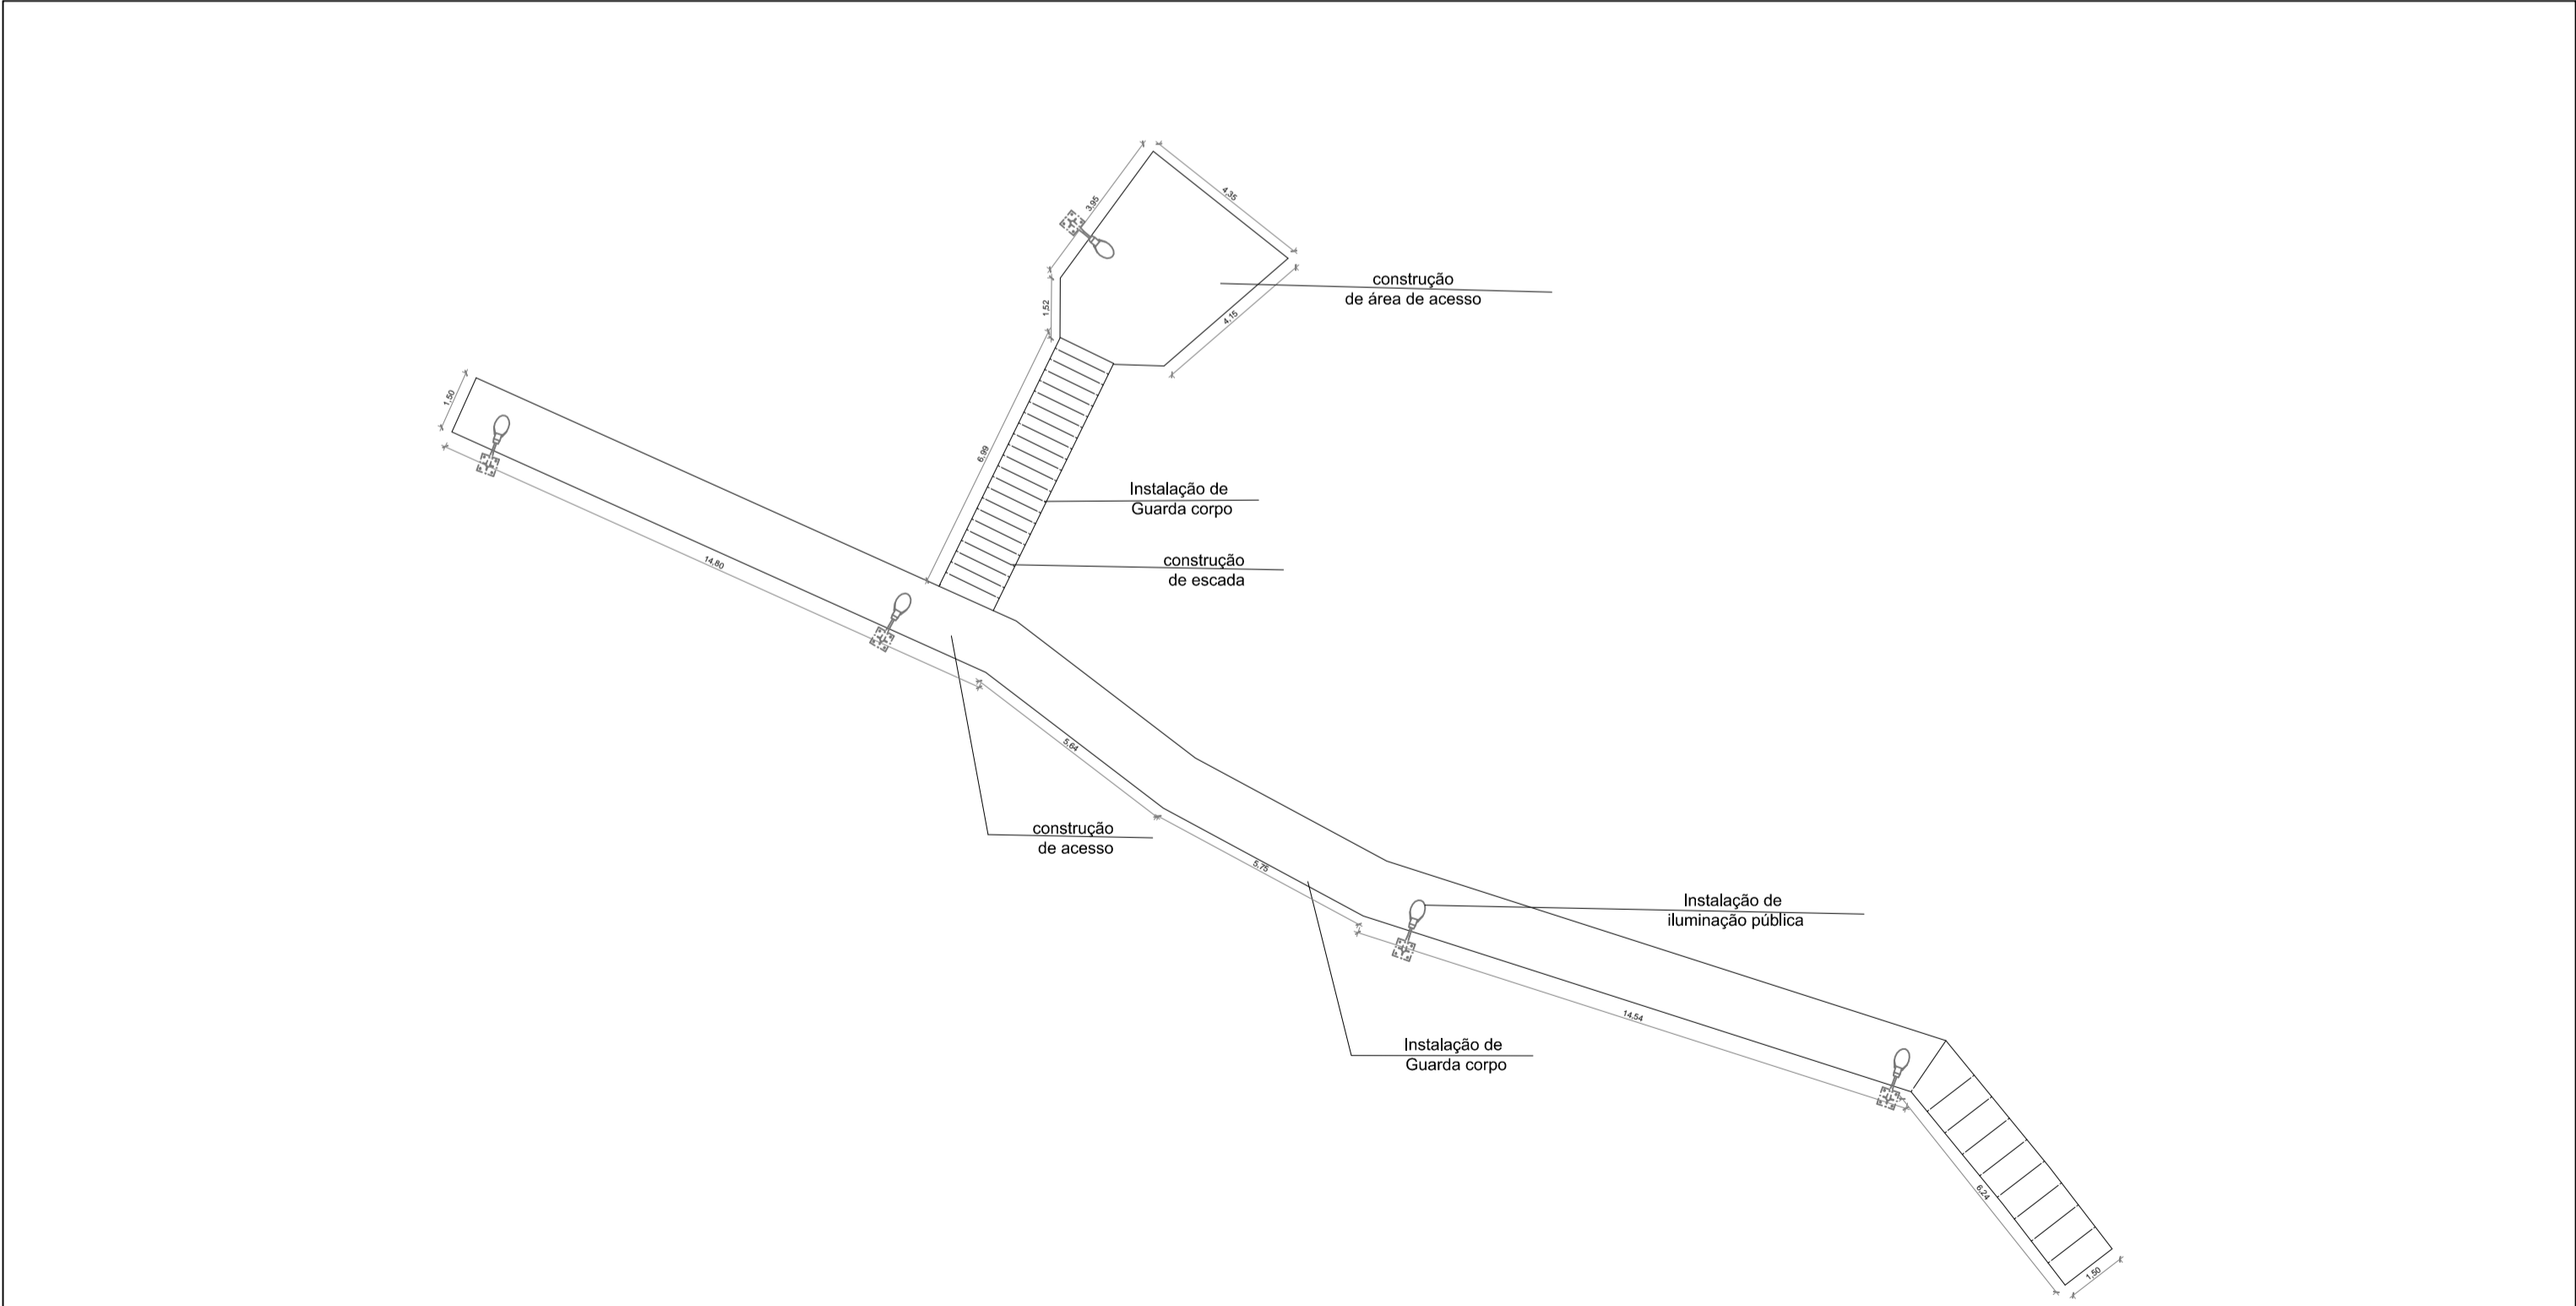 4,35
3,95
construção
de área de acesso
1,52
4,15
1,50
6,99
Instalação de
Guarda corpo
construção
de escada
14,80
5,64
construção
de acesso
5,75
Instalação de
iluminação pública
14,54
Instalação de
Guarda corpo
6,24
1,50